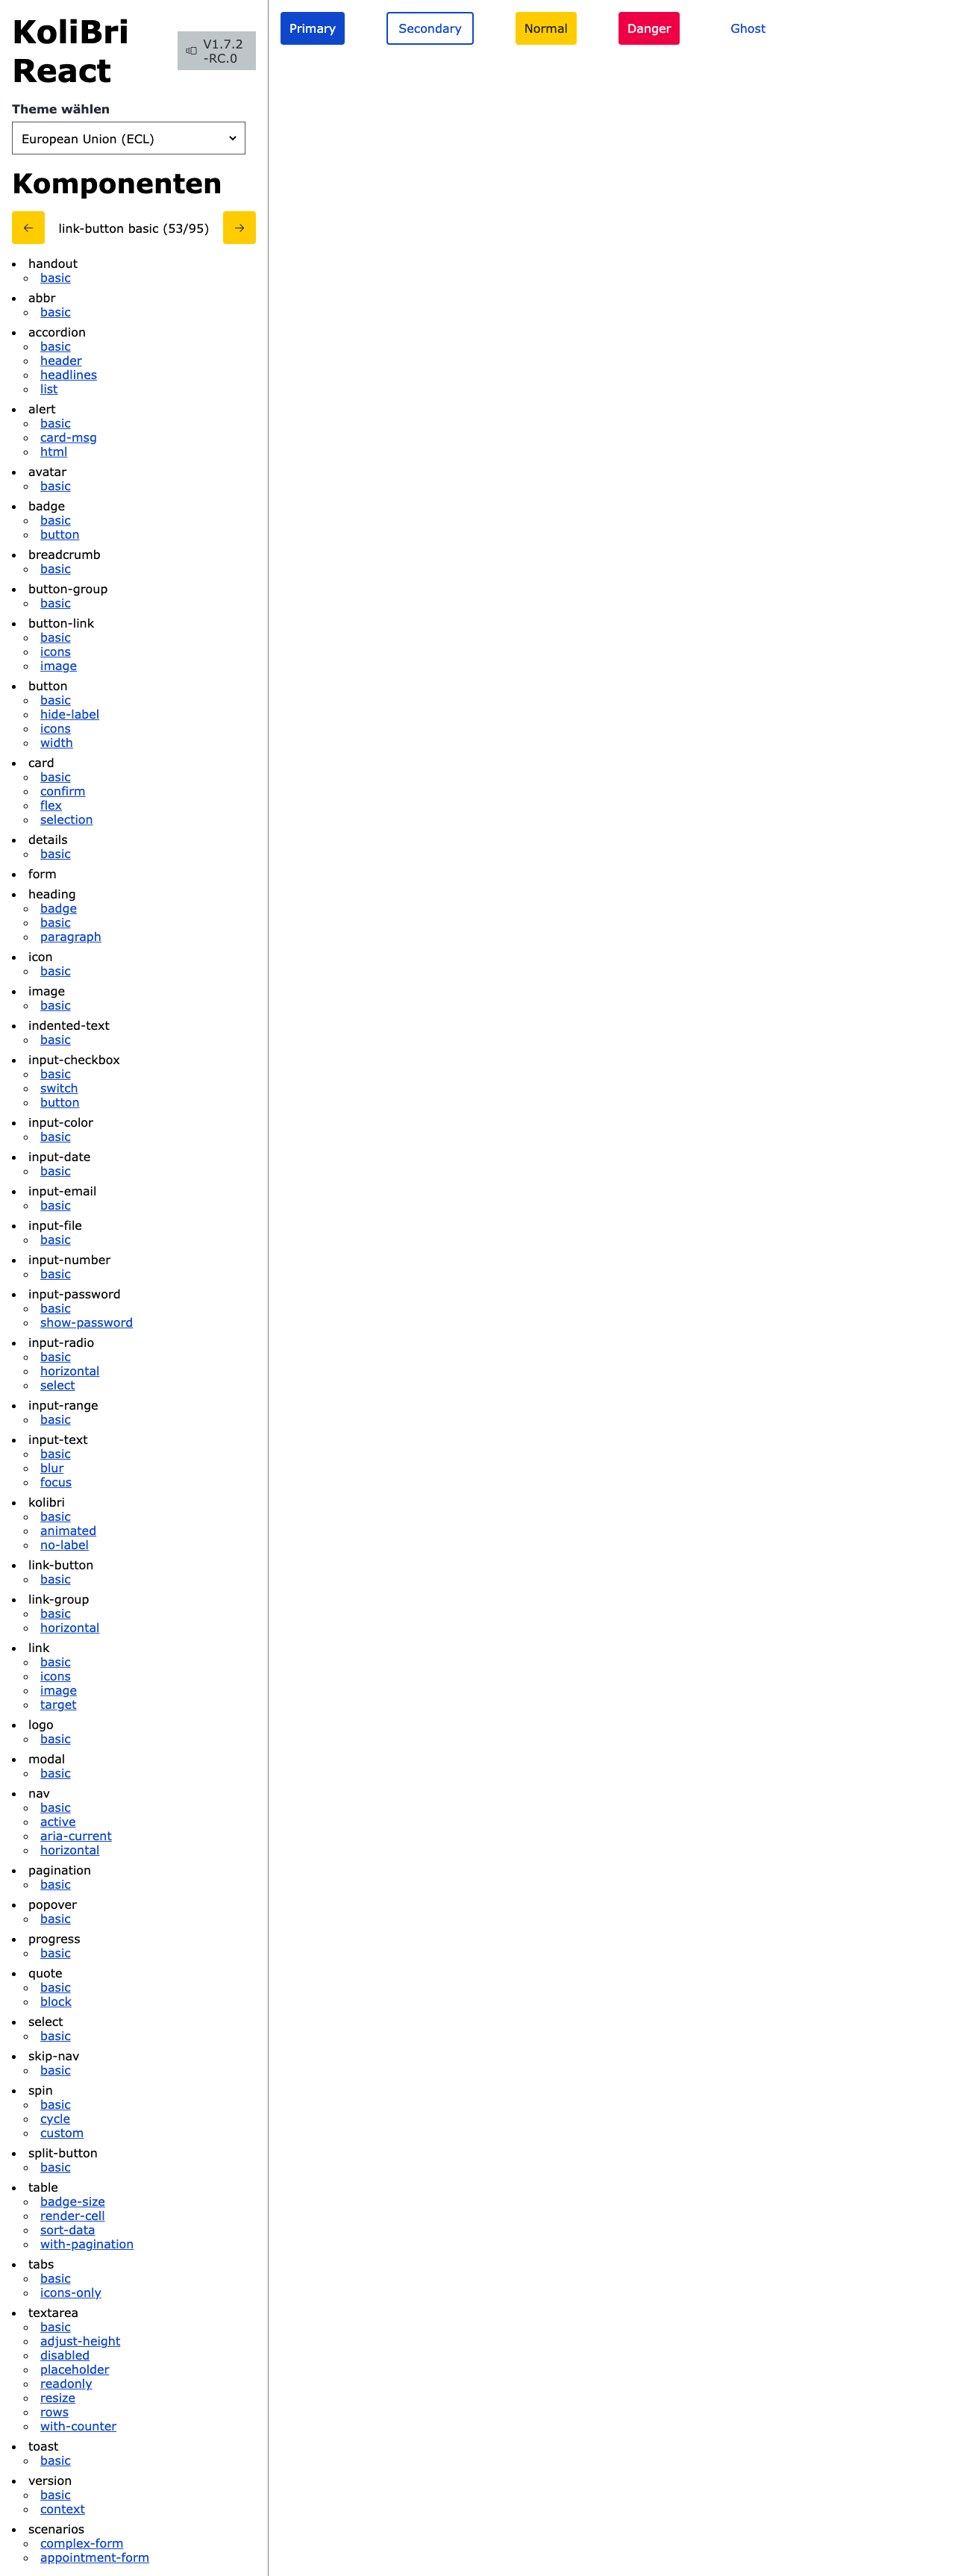 KoliBri
React
V1.7.2
-RC.0
Theme wählen
European Union (ECL)
Komponenten
link-button basic (53/95)
handout
basic
abbr
basic
accordion
basic
header
headlines
list
alert
basic
card-msg
html
avatar
basic
badge
basic
button
breadcrumb
basic
button-group
basic
button-link
basic
icons
image
button
basic
hide-label
icons
width
card
basic
confirm
flex
selection
details
basic
form
heading
badge
basic
paragraph
icon
basic
image
basic
indented-text
basic
input-checkbox
basic
switch
button
input-color
basic
input-date
basic
input-email
basic
input-file
basic
input-number
basic
input-password
basic
show-password
input-radio
basic
horizontal
select
input-range
basic
input-text
basic
blur
focus
kolibri
basic
animated
no-label
link-button
basic
link-group
basic
horizontal
link
basic
icons
image
target
logo
basic
modal
basic
nav
basic
active
aria-current
horizontal
pagination
basic
popover
basic
progress
basic
quote
basic
block
select
basic
skip-nav
basic
spin
basic
cycle
custom
split-button
basic
table
badge-size
render-cell
sort-data
with-pagination
tabs
basic
icons-only
textarea
basic
adjust-height
disabled
placeholder
readonly
resize
rows
with-counter
toast
basic
version
basic
context
scenarios
complex-form
appointment-form
Primary Secondary Normal Danger Ghost